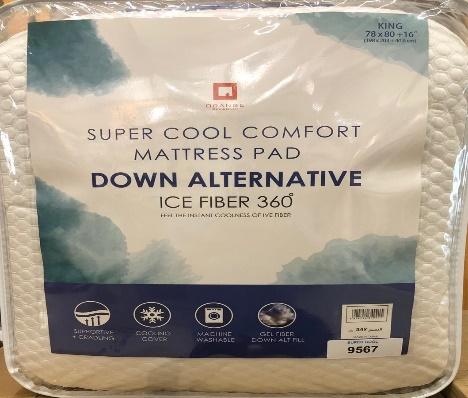 KING
78 x 80 + 16"
SUPER COOL COMFORT
MATTRESS PAD
DOWN ALTERNATIVE
ICE FIBER 360°
FEEL THE INSTANT COOLNESS OF IVE FIBER
SUPPORTIVE
+ CRADLING
COOLING
COVER
MACHINE
WASHABLE
GEL FIBER
DOWN ALT FILL
9567